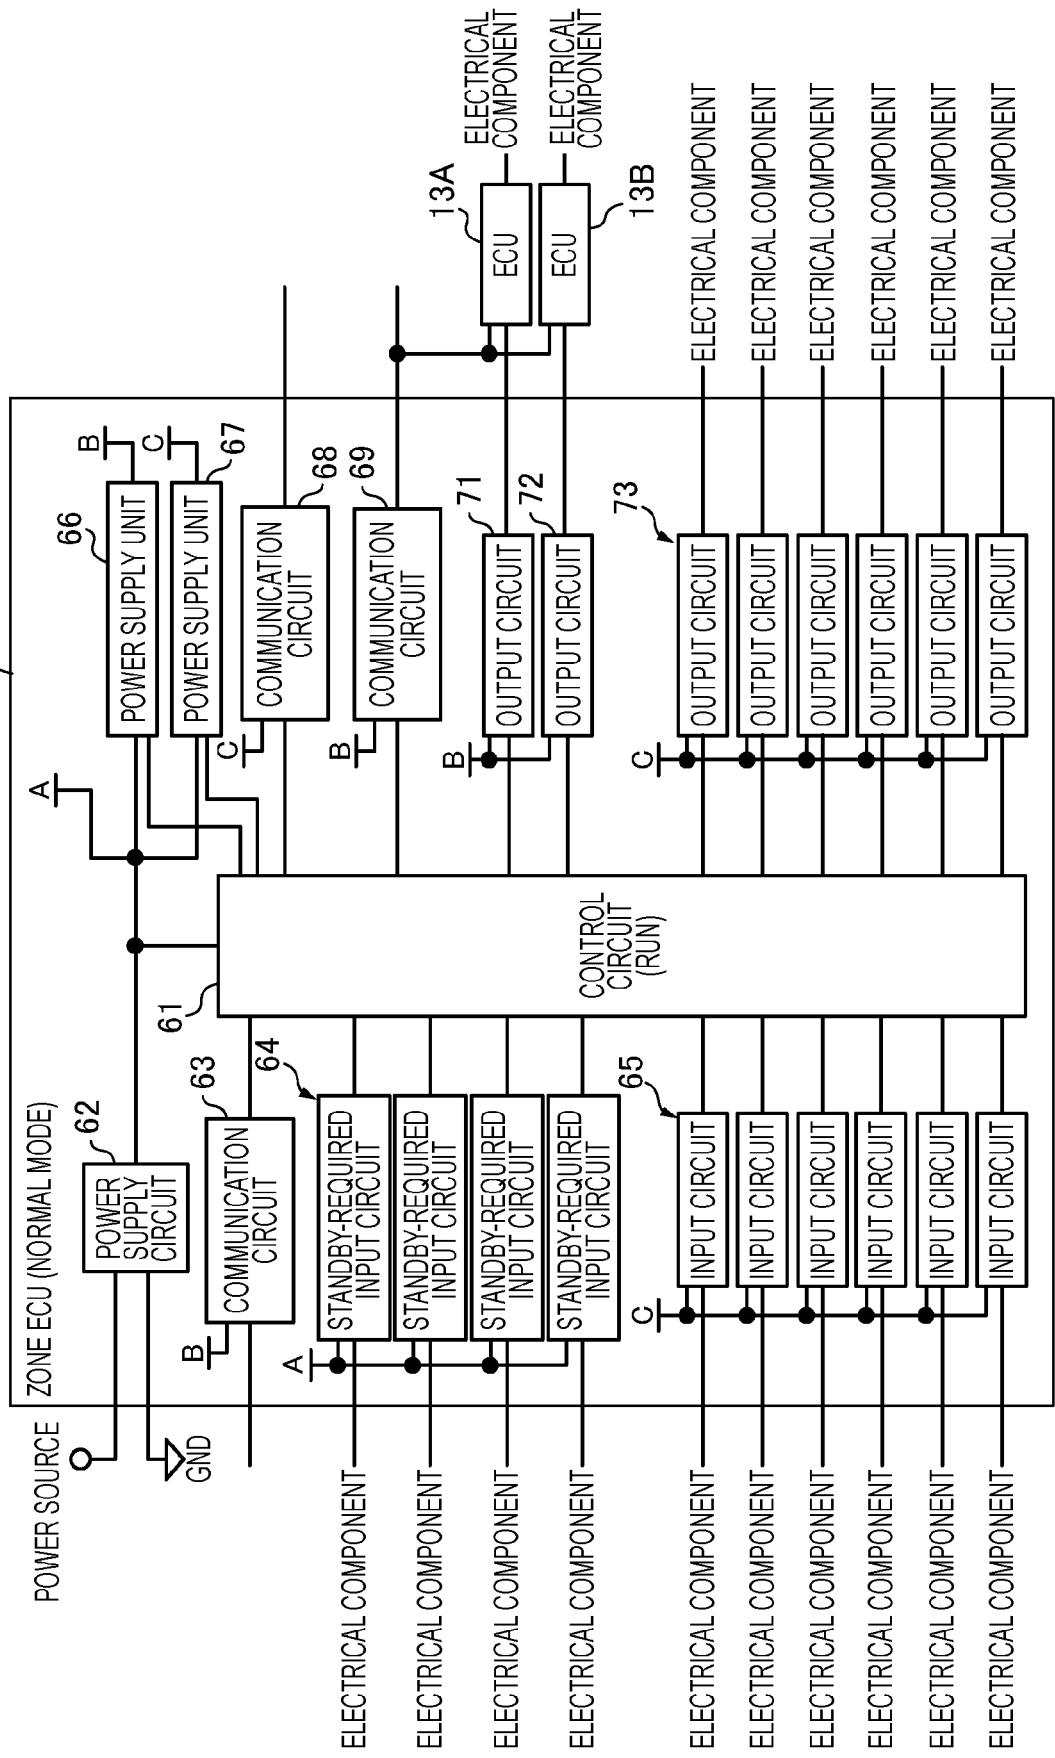 POWER SOURCE
GND
ZONE ECU (NORMAL MODE)
62
POWER
SUPPLY
CIRCUIT
A
66
POWER SUPPLY UNIT
B
POWER SUPPLY UNIT
67
C
61
CONTROL
CIRCUIT
(RUN)
63
COMMUNICATION
CIRCUIT
B
C
COMMUNICATION
CIRCUIT
68
B
COMMUNICATION
CIRCUIT
69
64
A
ELECTRICAL COMPONENT
STANDBY-REQUIRED
INPUT CIRCUIT
ELECTRICAL COMPONENT
STANDBY-REQUIRED
INPUT CIRCUIT
ELECTRICAL COMPONENT
STANDBY-REQUIRED
INPUT CIRCUIT
ELECTRICAL COMPONENT
STANDBY-REQUIRED
INPUT CIRCUIT
B
OUTPUT CIRCUIT
71
13A
ECU
ELECTRICAL
COMPONENT
OUTPUT CIRCUIT
72
ECU
13B
ELECTRICAL
COMPONENT
65
C
ELECTRICAL COMPONENT
INPUT CIRCUIT
ELECTRICAL COMPONENT
INPUT CIRCUIT
ELECTRICAL COMPONENT
INPUT CIRCUIT
ELECTRICAL COMPONENT
INPUT CIRCUIT
ELECTRICAL COMPONENT
INPUT CIRCUIT
ELECTRICAL COMPONENT
INPUT CIRCUIT
73
C
OUTPUT CIRCUIT
ELECTRICAL COMPONENT
OUTPUT CIRCUIT
ELECTRICAL COMPONENT
OUTPUT CIRCUIT
ELECTRICAL COMPONENT
OUTPUT CIRCUIT
ELECTRICAL COMPONENT
OUTPUT CIRCUIT
ELECTRICAL COMPONENT
OUTPUT CIRCUIT
ELECTRICAL COMPONENT